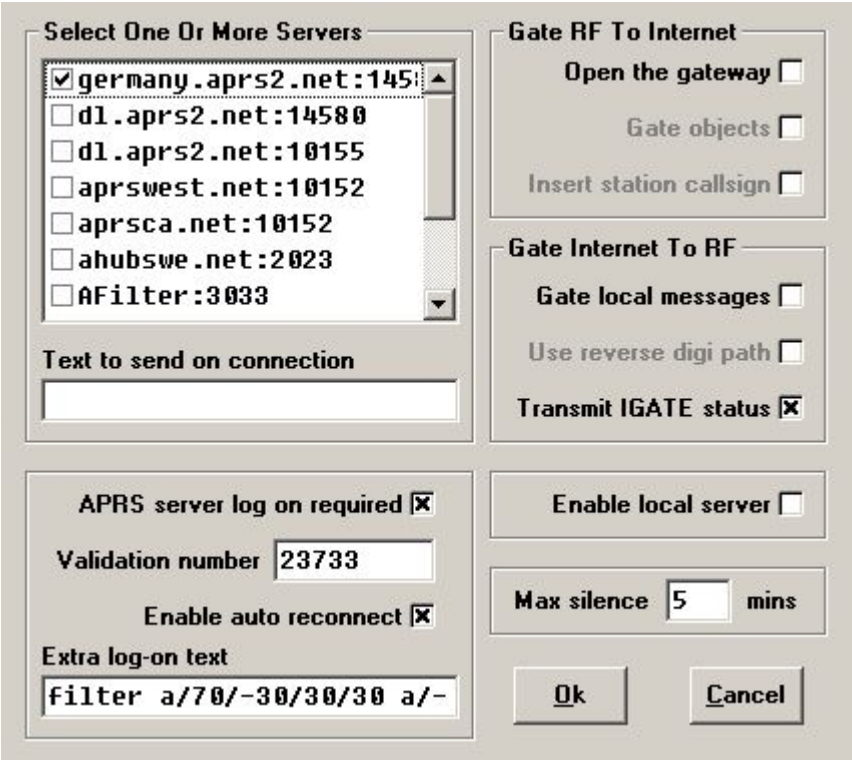 Select One Or More Servers
germany.aprs2.net:145
dl.aprs2.net:14580
dl.aprs2.net:10155
aprswest.net:10152
aprsca.net:10152
ahubswe.net:2023
AFilter:3033
Text to send on connection
Gate RF To Internet
Open the gateway
Gate objects
Insert station callsign
Gate Internet To RF
Gate local messages
Use reverse digi path
Transmit IGATE status
APRS server log on required
Validation number 23733
Enable auto reconnect
Extra log-on text
filter a/70/-30/30/30 a/-
Enable local server
Max silence 5 mins
Ok
Cancel